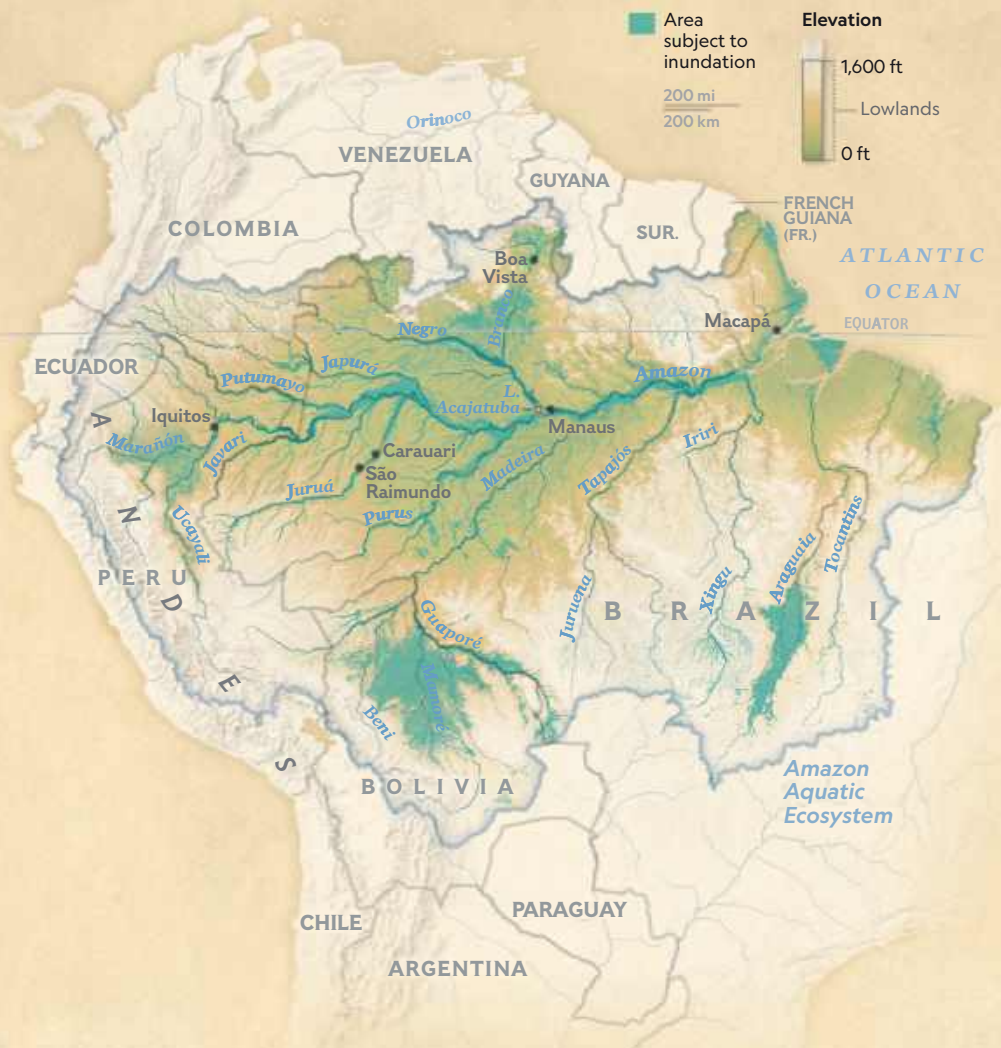 Area
subject to
inundation
200 mi
200 km
Elevation
1,600 ft
Lowlands
0 ft
Orinoco
VENEZUELA
GUYANA
COLOMBIA
SUR.
FRENCH
GUIANA
(FR.)
ATLANTIC
OCEAN
Boa
Vista
Branco
Macapá
EQUATOR
Negro
ECUADOR
Japurá
Putumayo
Amazon
L.
Acajatuba
Iquitos
Manaus
Marañón
Javari
Carauari
São
Raimundo
Juruá
Purus
Madeira
Tapajós
Iriri
Ucayali
PERU
ANDES
Juruena
Xingu
Araguaia
Tocantins
BRAZIL
Guaporé
Mamoré
Beni
BOLIVIA
Amazon
Aquatic
Ecosystem
CHILE
PARAGUAY
ARGENTINA